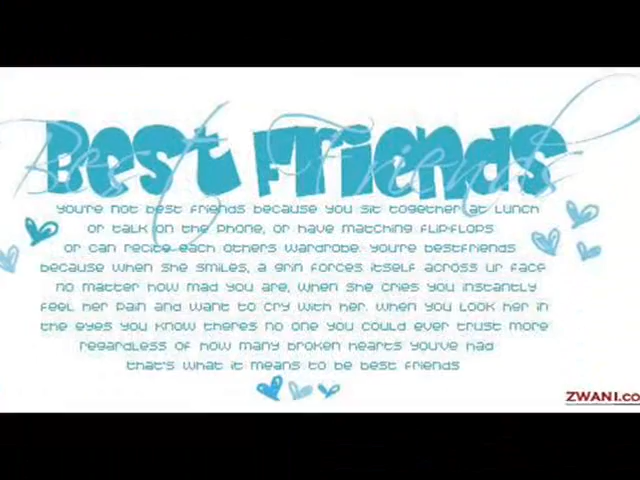 Best Friends
Best Friends
You're not best friends because you sit together at lunch
or talk on the phone, or have matching flip-flops
or can recite each others wardrobe. You're bestfriends
because when she smiles, a grin forces itself across ur face
no matter how mad you are, when she cries you instantly
feel her pain and want to cry with her. When you look her in
the eyes you know theres no one you could ever trust more
regardless of how many broken hearts you've had
that's what it means to be best friends
ZWANI.co